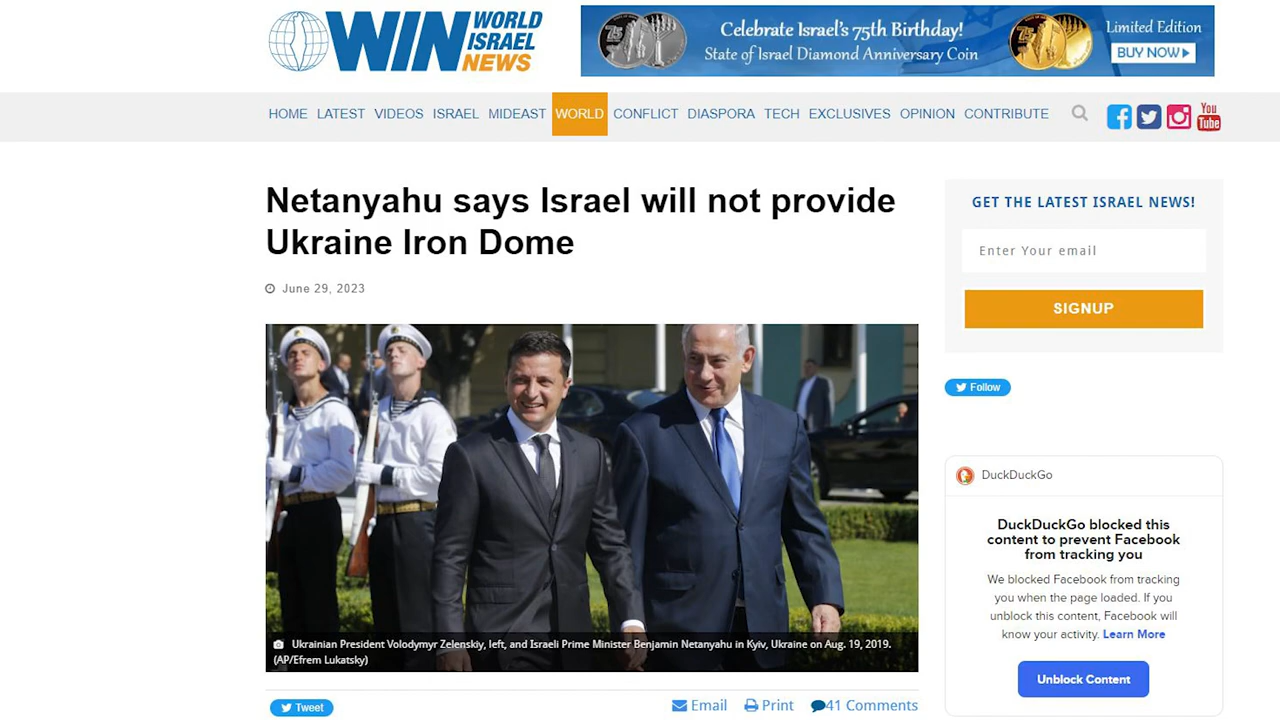 WIN WORLD
ISRAEL
NEWS
75 Celebrate Israel's 75th Birthday! 75 Limited Edition
State of Israel Diamond Anniversary Coin BUY NOW
HOME LATEST VIDEOS ISRAEL MIDEAST WORLD CONFLICT DIASPORA TECH EXCLUSIVES OPINION CONTRIBUTE You
Tube
Netanyahu says Israel will not provide
Ukraine Iron Dome
June 29, 2023
Ukrainian President Volodymyr Zelenskiy, left, and Israeli Prime Minister Benjamin Netanyahu in Kyiv, Ukraine on Aug. 19, 2019.
(AP/Efrem Lukatsky)
Tweet Email Print 41 Comments
GET THE LATEST ISRAEL NEWS!
Enter Your email
SIGNUP
Follow
DuckDuckGo
DuckDuckGo blocked this
content to prevent Facebook
from tracking you
We blocked Facebook from tracking
you when the page loaded. If you
unblock this content, Facebook will
know your activity. Learn More
Unblock Content